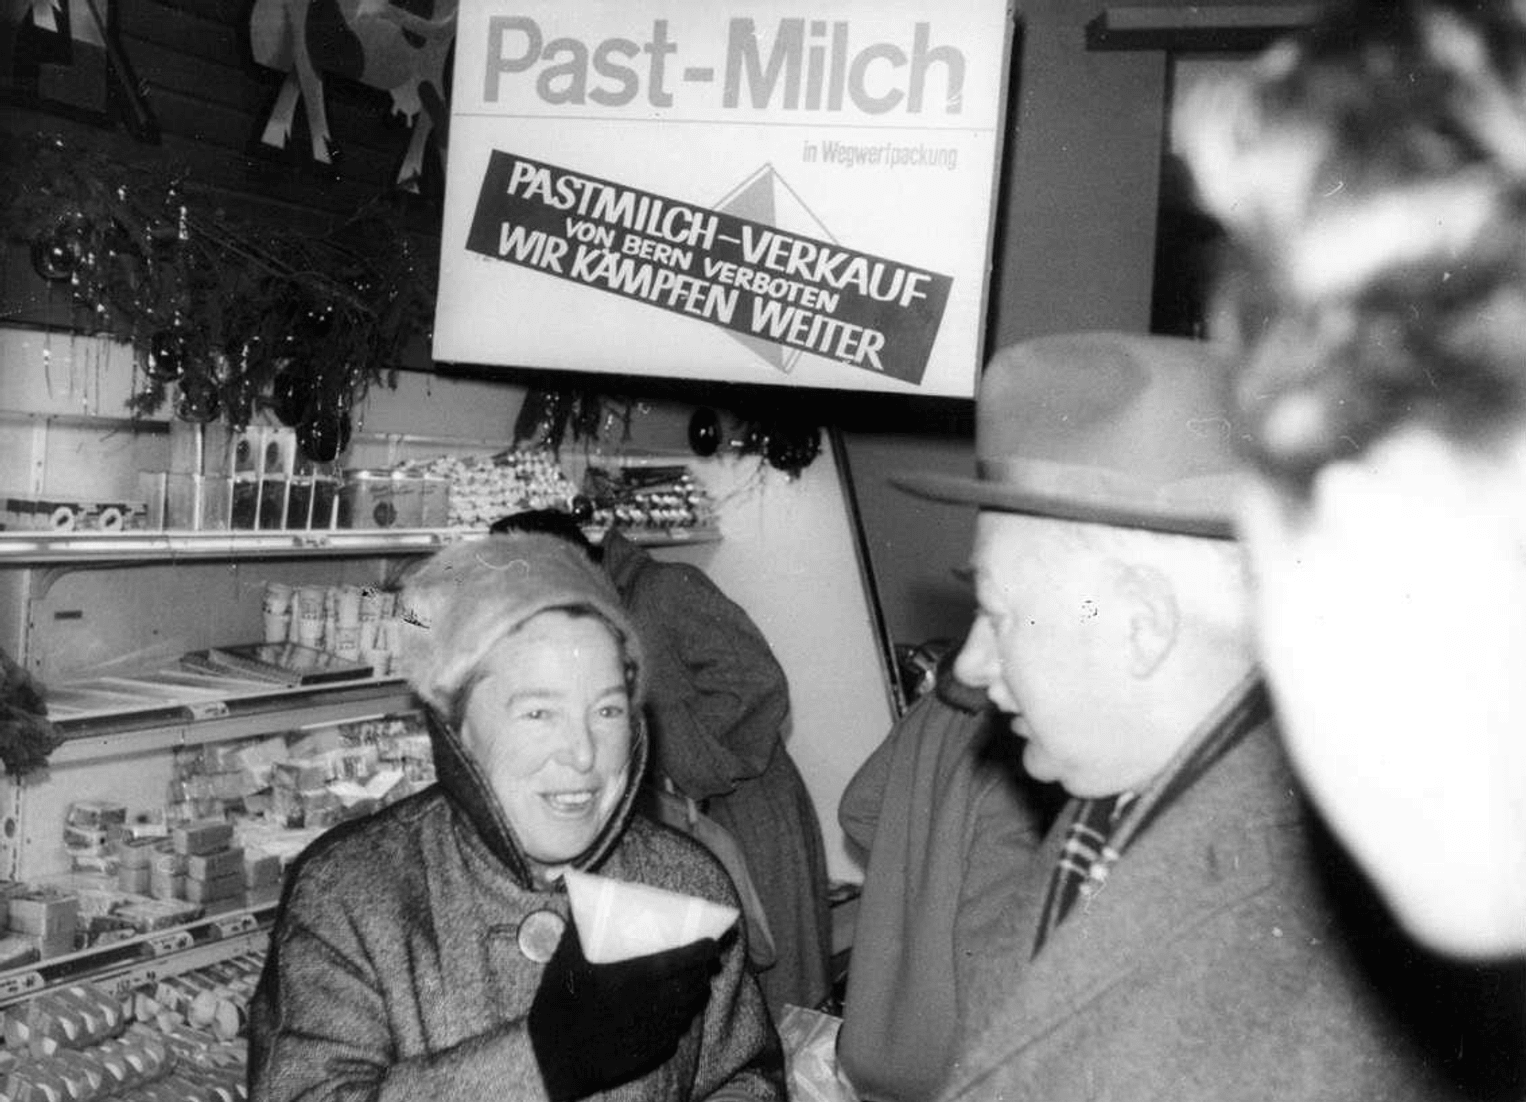 Past-Milch
in Wegwerfpackung
PASTMILCH-VERKAUF
VON BERN VERBOTEN
WIR KÄMPFEN WEITER